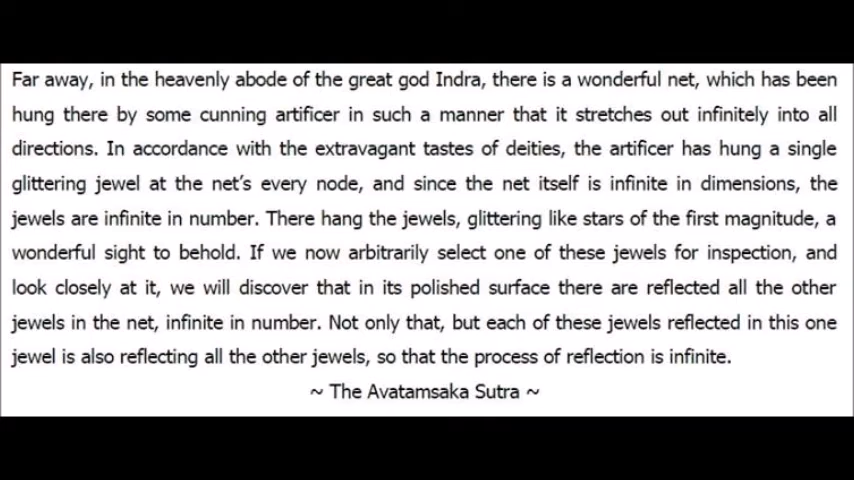 Far away, in the heavenly abode of the great god Indra, there is a wonderful net, which has been
hung there by some cunning artificer in such a manner that it stretches out infinitely into all
directions. In accordance with the extravagant tastes of deities, the artificer has hung a single
glittering jewel at the net's every node, and since the net itself is infinite in dimensions, the
jewels are infinite in number. There hang the jewels, glittering like stars of the first magnitude, a
wonderful sight to behold. If we now arbitrarily select one of these jewels for inspection, and
look closely at it, we will discover that in its polished surface there are reflected all the other
jewels in the net, infinite in number. Not only that, but each of these jewels reflected in this one
jewel is also reflecting all the other jewels, so that the process of reflection is infinite.
~ The Avatamsaka Sutra ~